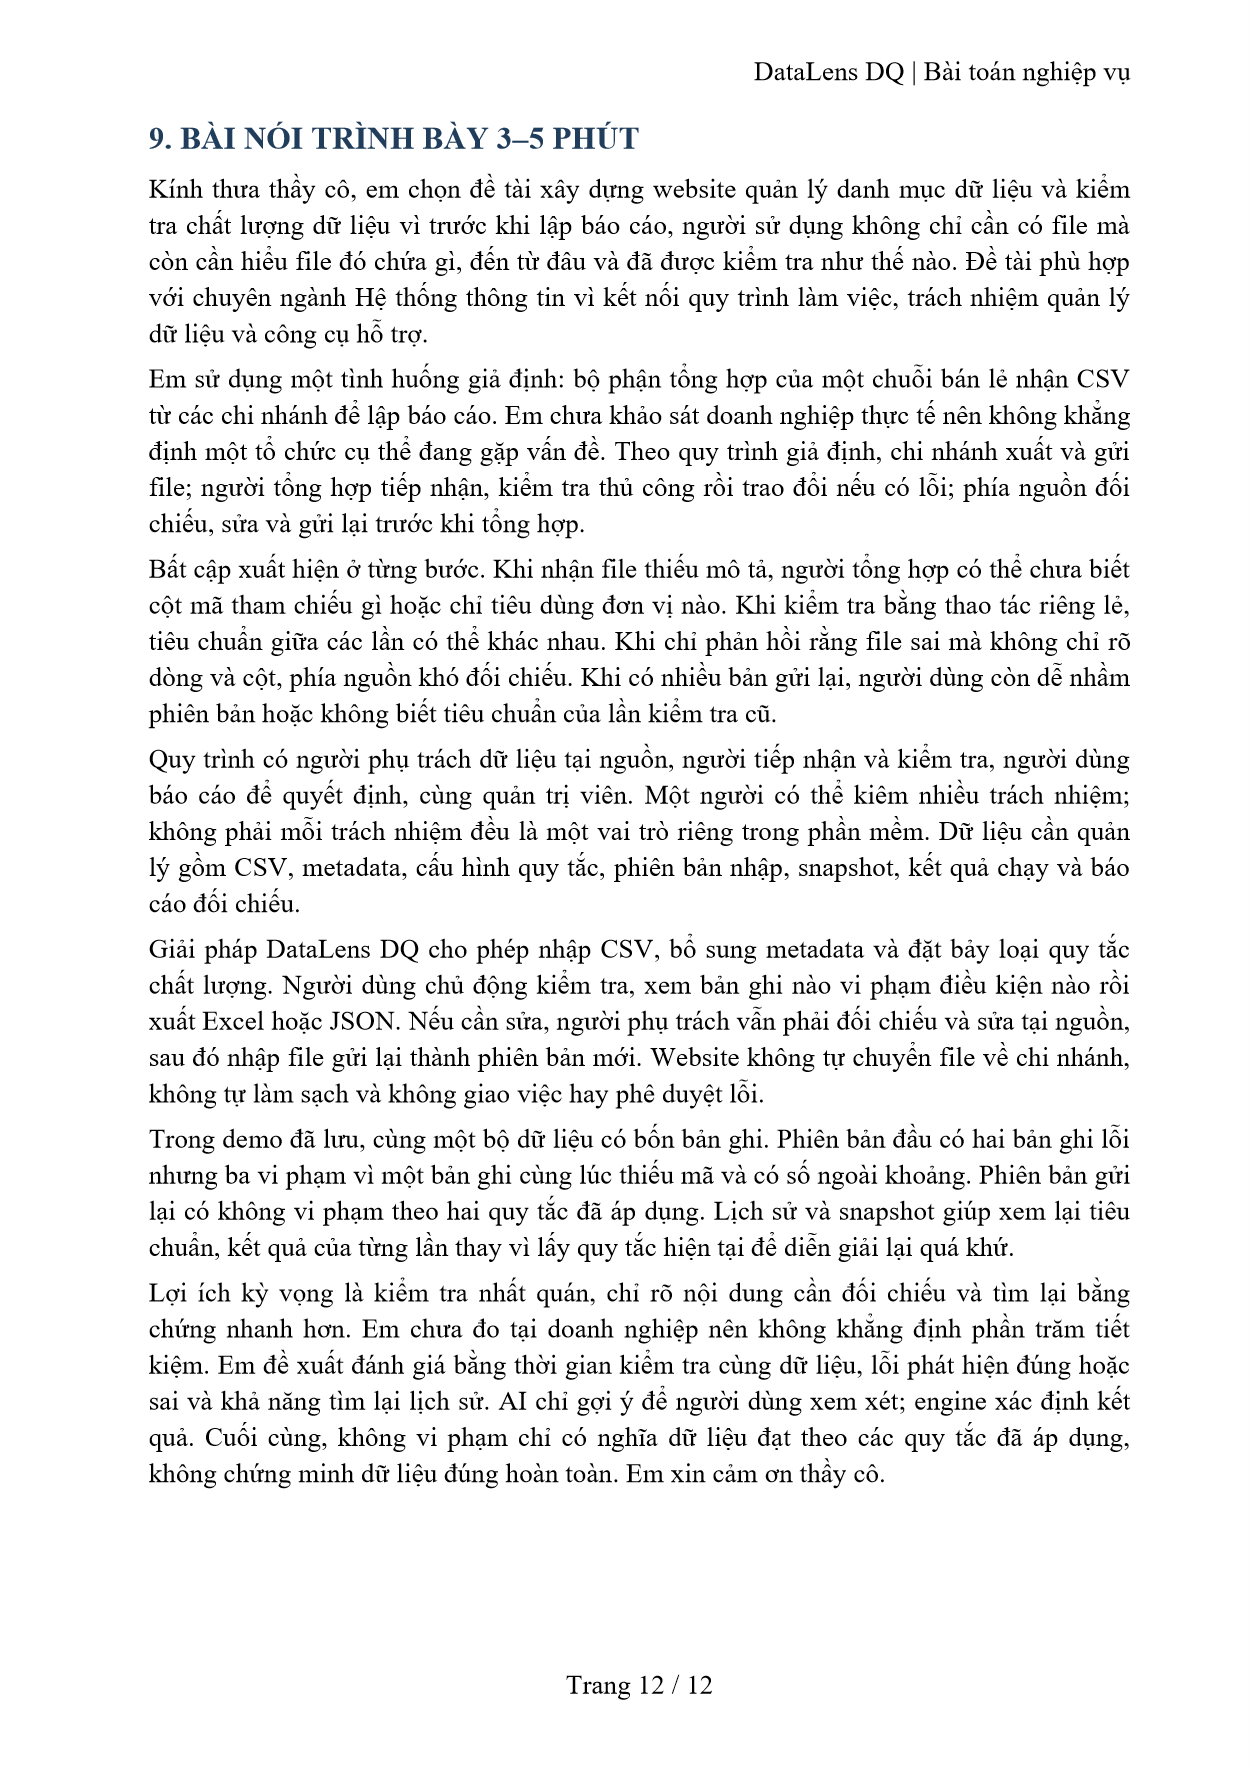 DataLens DQ | Bài toán nghiệp vụ
9. BÀI NÓI TRÌNH BÀY 3–5 PHÚT
Kính thưa thầy cô, em chọn đề tài xây dựng website quản lý danh mục dữ liệu và kiểm
tra chất lượng dữ liệu vì trước khi lập báo cáo, người sử dụng không chỉ cần có file mà
còn cần hiểu file đó chứa gì, đến từ đâu và đã được kiểm tra như thế nào. Đề tài phù hợp
với chuyên ngành Hệ thống thông tin vì kết nối quy trình làm việc, trách nhiệm quản lý
dữ liệu và công cụ hỗ trợ.
Em sử dụng một tình huống giả định: bộ phận tổng hợp của một chuỗi bán lẻ nhận CSV
từ các chi nhánh để lập báo cáo. Em chưa khảo sát doanh nghiệp thực tế nên không khẳng
định một tổ chức cụ thể đang gặp vấn đề. Theo quy trình giả định, chi nhánh xuất và gửi
file; người tổng hợp tiếp nhận, kiểm tra thủ công rồi trao đổi nếu có lỗi; phía nguồn đối
chiếu, sửa và gửi lại trước khi tổng hợp.
Bất cập xuất hiện ở từng bước. Khi nhận file thiếu mô tả, người tổng hợp có thể chưa biết
cột mã tham chiếu gì hoặc chỉ tiêu dùng đơn vị nào. Khi kiểm tra bằng thao tác riêng lẻ,
tiêu chuẩn giữa các lần có thể khác nhau. Khi chỉ phản hồi rằng file sai mà không chỉ rõ
dòng và cột, phía nguồn khó đối chiếu. Khi có nhiều bản gửi lại, người dùng còn dễ nhầm
phiên bản hoặc không biết tiêu chuẩn của lần kiểm tra cũ.
Quy trình có người phụ trách dữ liệu tại nguồn, người tiếp nhận và kiểm tra, người dùng
báo cáo để quyết định, cùng quản trị viên. Một người có thể kiêm nhiều trách nhiệm;
không phải mỗi trách nhiệm đều là một vai trò riêng trong phần mềm. Dữ liệu cần quản
lý gồm CSV, metadata, cấu hình quy tắc, phiên bản nhập, snapshot, kết quả chạy và báo
cáo đối chiếu.
Giải pháp DataLens DQ cho phép nhập CSV, bổ sung metadata và đặt bảy loại quy tắc
chất lượng. Người dùng chủ động kiểm tra, xem bản ghi nào vi phạm điều kiện nào rồi
xuất Excel hoặc JSON. Nếu cần sửa, người phụ trách vẫn phải đối chiếu và sửa tại nguồn,
sau đó nhập file gửi lại thành phiên bản mới. Website không tự chuyển file về chi nhánh,
không tự làm sạch và không giao việc hay phê duyệt lỗi.
Trong demo đã lưu, cùng một bộ dữ liệu có bốn bản ghi. Phiên bản đầu có hai bản ghi lỗi
nhưng ba vi phạm vì một bản ghi cùng lúc thiếu mã và có số ngoài khoảng. Phiên bản gửi
lại có không vi phạm theo hai quy tắc đã áp dụng. Lịch sử và snapshot giúp xem lại tiêu
chuẩn, kết quả của từng lần thay vì lấy quy tắc hiện tại để diễn giải lại quá khứ.
Lợi ích kỳ vọng là kiểm tra nhất quán, chỉ rõ nội dung cần đối chiếu và tìm lại bằng
chứng nhanh hơn. Em chưa đo tại doanh nghiệp nên không khẳng định phần trăm tiết
kiệm. Em đề xuất đánh giá bằng thời gian kiểm tra cùng dữ liệu, lỗi phát hiện đúng hoặc
sai và khả năng tìm lại lịch sử. AI chỉ gợi ý để người dùng xem xét; engine xác định kết
quả. Cuối cùng, không vi phạm chỉ có nghĩa dữ liệu đạt theo các quy tắc đã áp dụng,
không chứng minh dữ liệu đúng hoàn toàn. Em xin cảm ơn thầy cô.
Trang 12 / 12